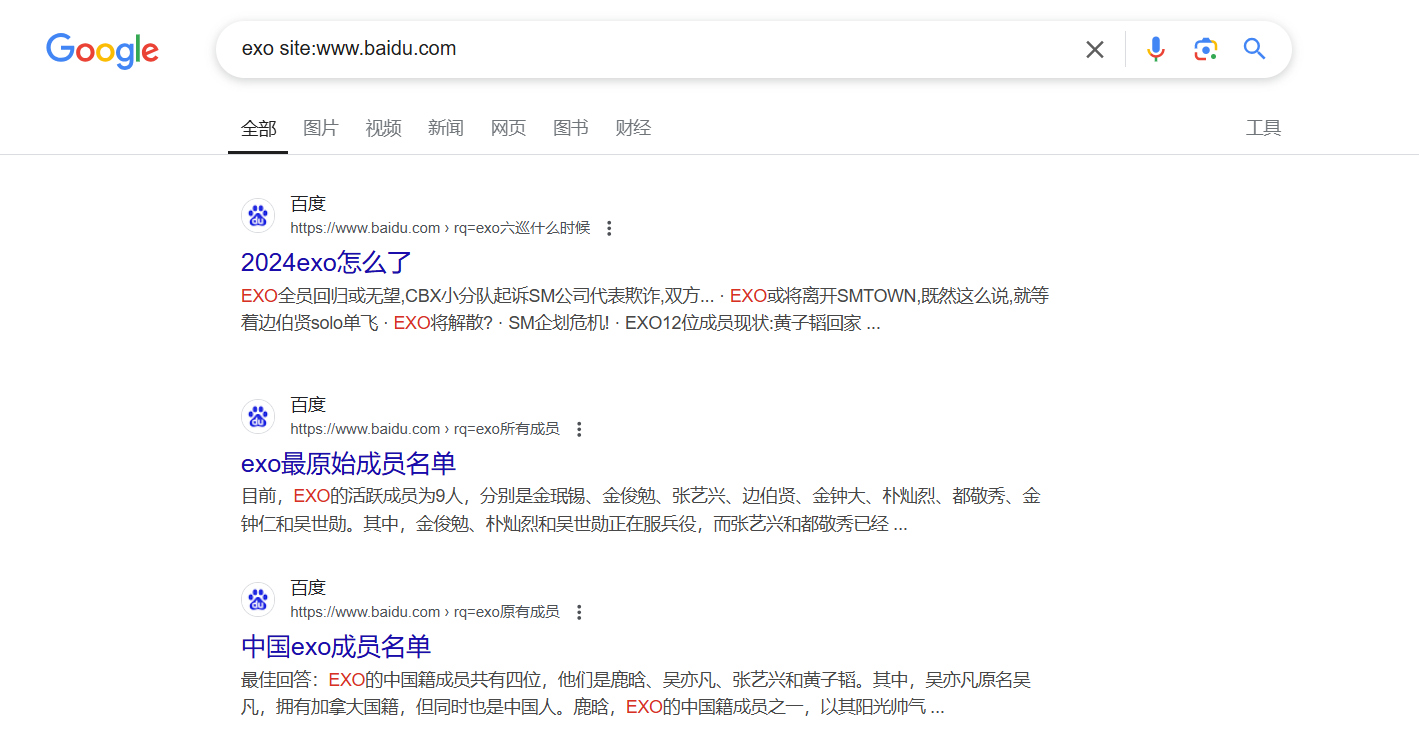 Google
exo site:www.baidu.com
全部 图片 视频 新闻 网页 图书 财经 工具
百度
https://www.baidu.com › rq=exo六巡什么时候
2024exo怎么了
EXO全员回归或无望,CBX小分队起诉SM公司代表欺诈,双方... · EXO或将离开SMTOWN,既然这么说,就等
着边伯贤solo单飞 · EXO将解散? · SM企划危机! · EXO12位成员现状:黄子韬回家 ...
百度
https://www.baidu.com › rq=exo所有成员
exo最原始成员名单
目前，EXO的活跃成员为9人，分别是金珉锡、金俊勉、张艺兴、边伯贤、金钟大、朴灿烈、都敬秀、金
钟仁和吴世勋。其中，金俊勉、朴灿烈和吴世勋正在服兵役，而张艺兴和都敬秀已经 ...
百度
https://www.baidu.com › rq=exo原有成员
中国exo成员名单
最佳回答：EXO的中国籍成员共有四位，他们是鹿晗、吴亦凡、张艺兴和黄子韬。其中，吴亦凡原名吴
凡，拥有加拿大国籍，但同时也是中国人。鹿晗，EXO的中国籍成员之一，以其阳光帅气 ...